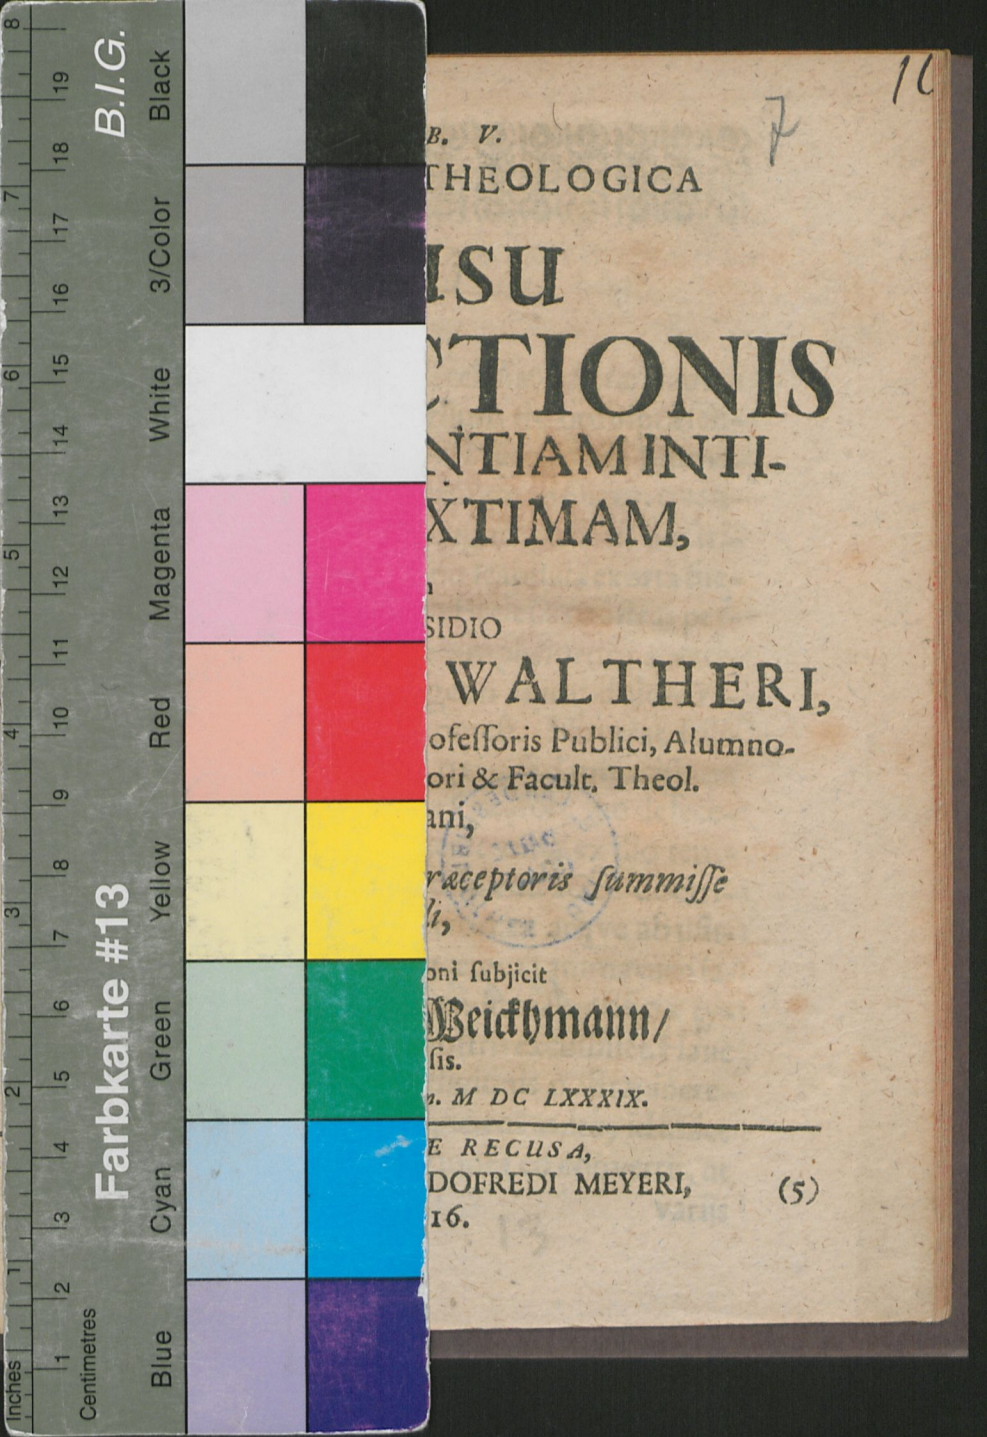 B. V.
7
16
THEOLOGICA
USU
CTIONIS
NTIAM INTI-
XTIMAM,
SIDIO
WALTHERI,
ofeſſoris Publici, Alumno-
ori & Facult. Theol.
ani,
ræceptoris ſummiſſe
li,
oni ſubjicit
Weickhmann/
ſis.
n. M DC LXXXIX.
E RECUSA,
DOFREDI MEYERI, (5)
16.
13
B.I.G.
Farbkarte #13
Black
3/Color
White
Magenta
Red
Yellow
Green
Cyan
Blue
Centimetres
Inches
19 18 17 16 15 14 13 12 11 10 9 8 7 6 5 4 3 2 1
8 7 6 5 4 3 2 1